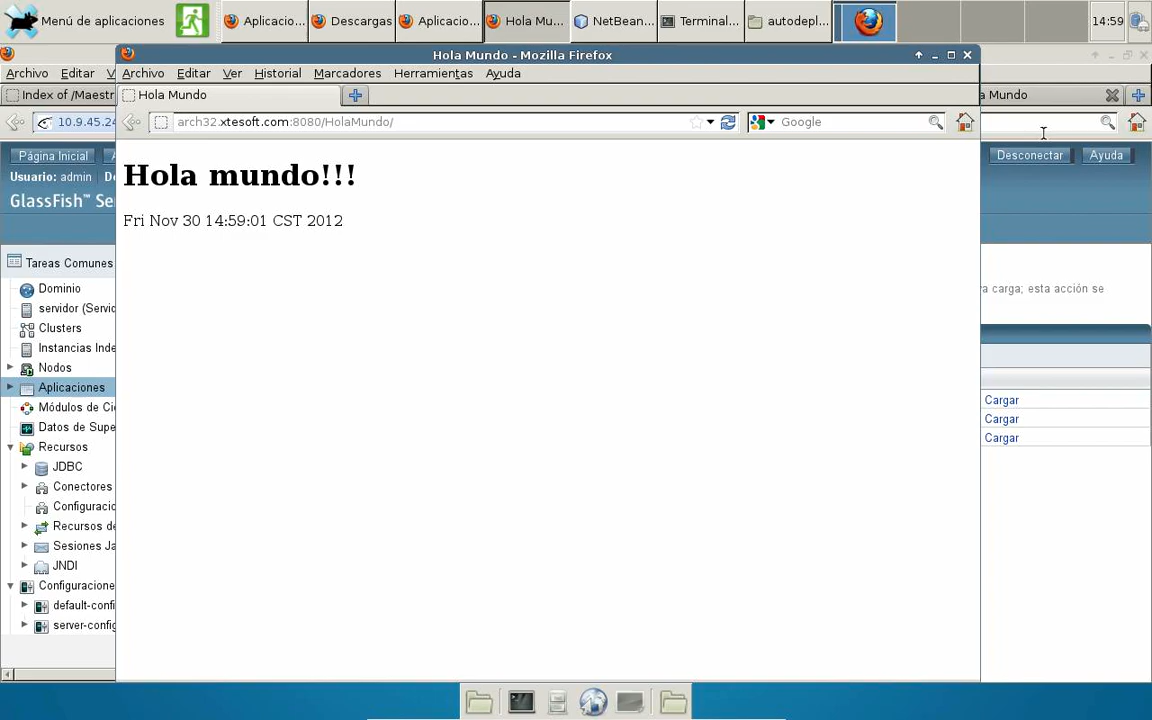 Menú de aplicaciones
Aplicacio...
Descargas
Aplicacio...
Hola Mu...
NetBean...
Terminal...
autodepl...
14:59
Hola Mundo - Mozilla Firefox
Archivo Editar
Archivo Editar Ver Historial Marcadores Herramientas Ayuda
Index of /Maestr
Hola Mundo
a Mundo
10.9.45.24
arch32.xtesoft.com:8080/HolaMundo/
Google
Página Inicial
Desconectar
Ayuda
Usuario: admin
GlassFish™ Se
Hola mundo!!!
Fri Nov 30 14:59:01 CST 2012
Tareas Comunes
Dominio
servidor (Servic
Clusters
Instancias Inde
Nodos
Aplicaciones
Módulos de Ci
Datos de Supe
Recursos
JDBC
Conectores
Configuracio
Recursos de
Sesiones Ja
JNDI
Configuracione
default-confi
server-config
va carga; esta acción se
Cargar
Cargar
Cargar